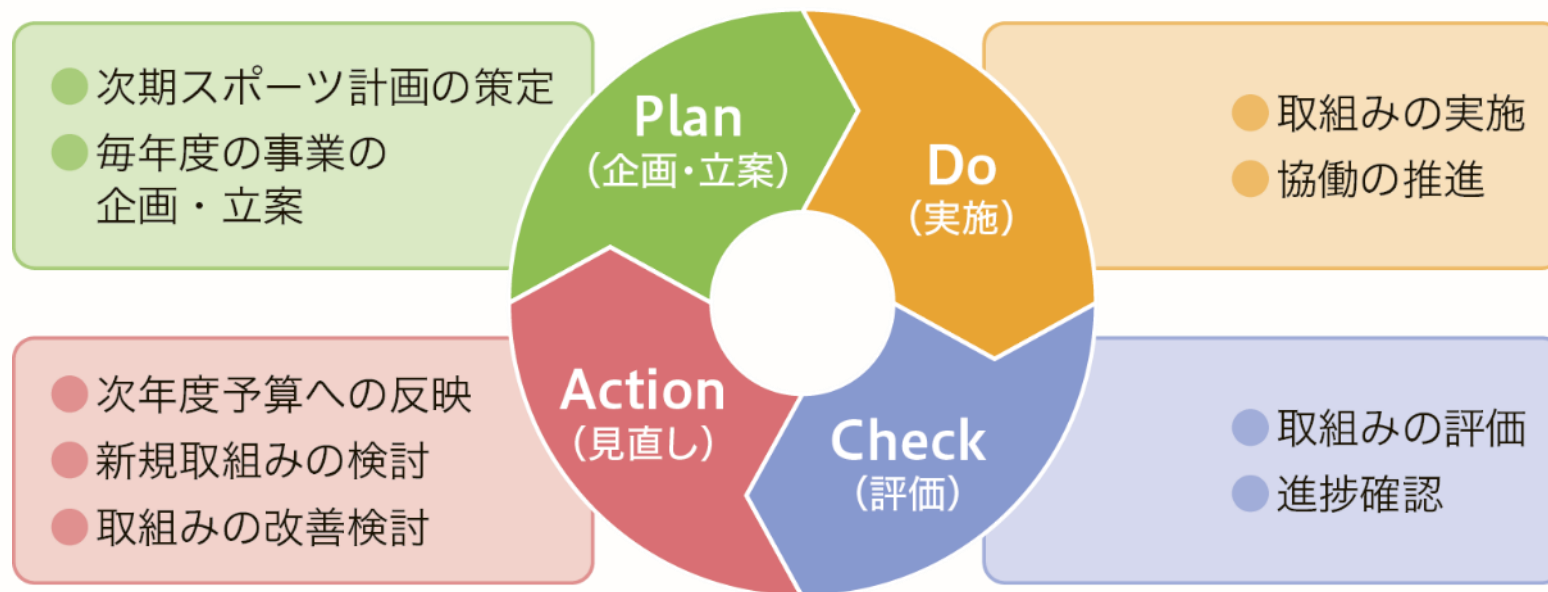 ● 次期スポーツ計画の策定
● 毎年度の事業の
企画・立案
Plan
（企画・立案）
Do
（実施）
● 取組みの実施
● 協働の推進
● 次年度予算への反映
● 新規取組みの検討
● 取組みの改善検討
Action
（見直し）
Check
（評価）
● 取組みの評価
● 進捗確認